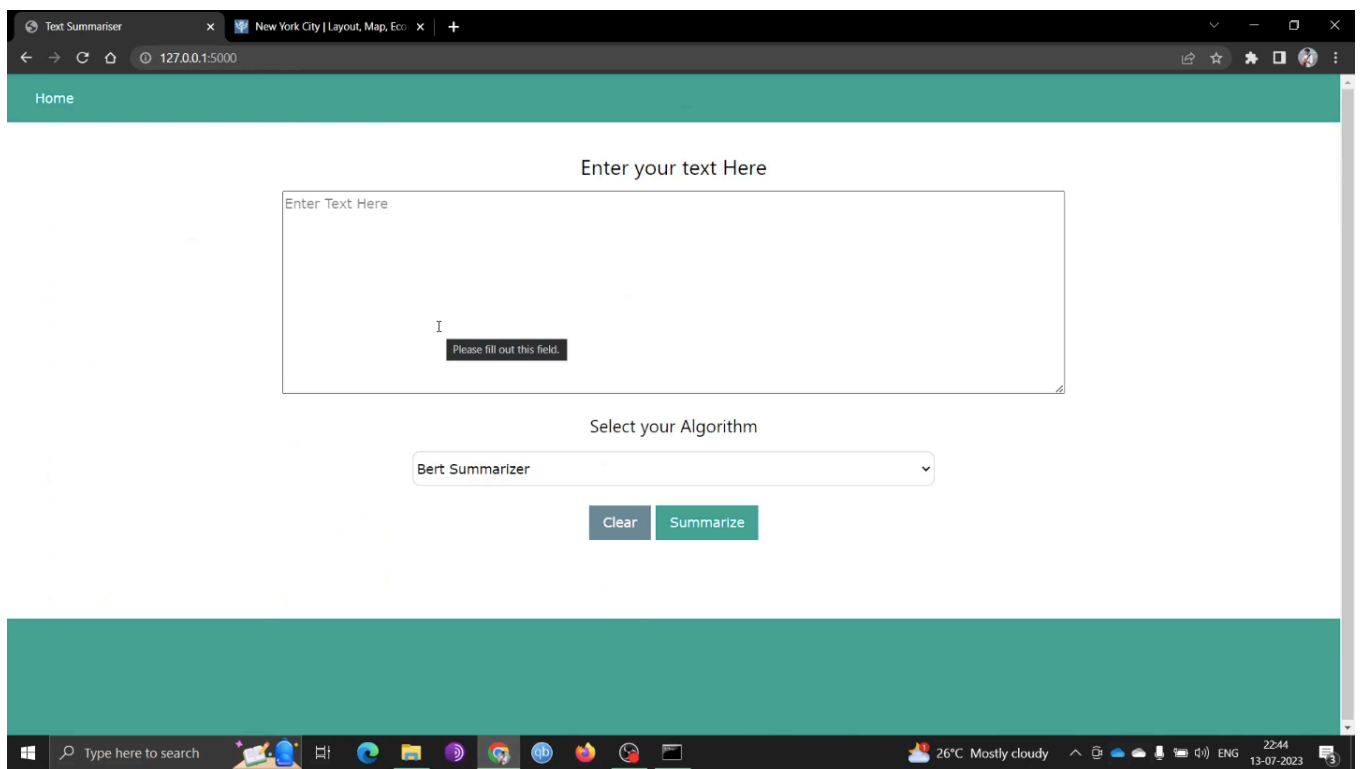 Text Summariser
New York City | Layout, Map, Eco
127.0.0.1:5000
Home
Enter your text Here
Enter Text Here
Please fill out this field.
Select your Algorithm
Bert Summarizer
Clear Summarize
Type here to search
qb
26°C Mostly cloudy
ENG
22:44
13-07-2023
3